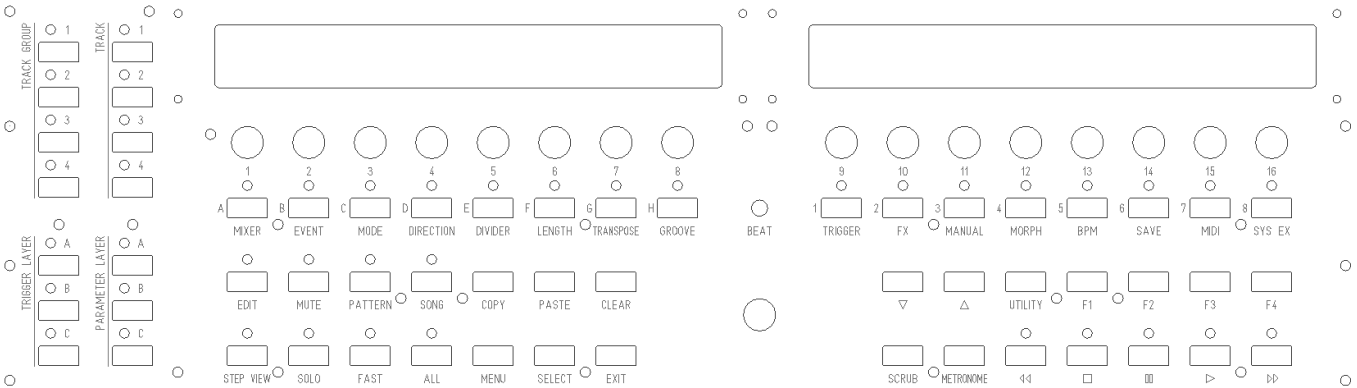 TRACK GROUP
1
2
3
4
TRACK
1
2
3
4
TRIGGER LAYER
A
B
C
PARAMETER LAYER
A
B
C
1 2 3 4 5 6 7 8
A B C D E F G H
MIXER EVENT MODE DIRECTION DIVIDER LENGTH TRANSPOSE GROOVE
EDIT MUTE PATTERN SONG COPY PASTE CLEAR
STEP VIEW SOLO FAST ALL MENU SELECT EXIT
BEAT
9 10 11 12 13 14 15 16
1 2 3 4 5 6 7 8
TRIGGER FX MANUAL MORPH BPM SAVE MIDI SYS EX
UTILITY F1 F2 F3 F4
SCRUB METRONOME